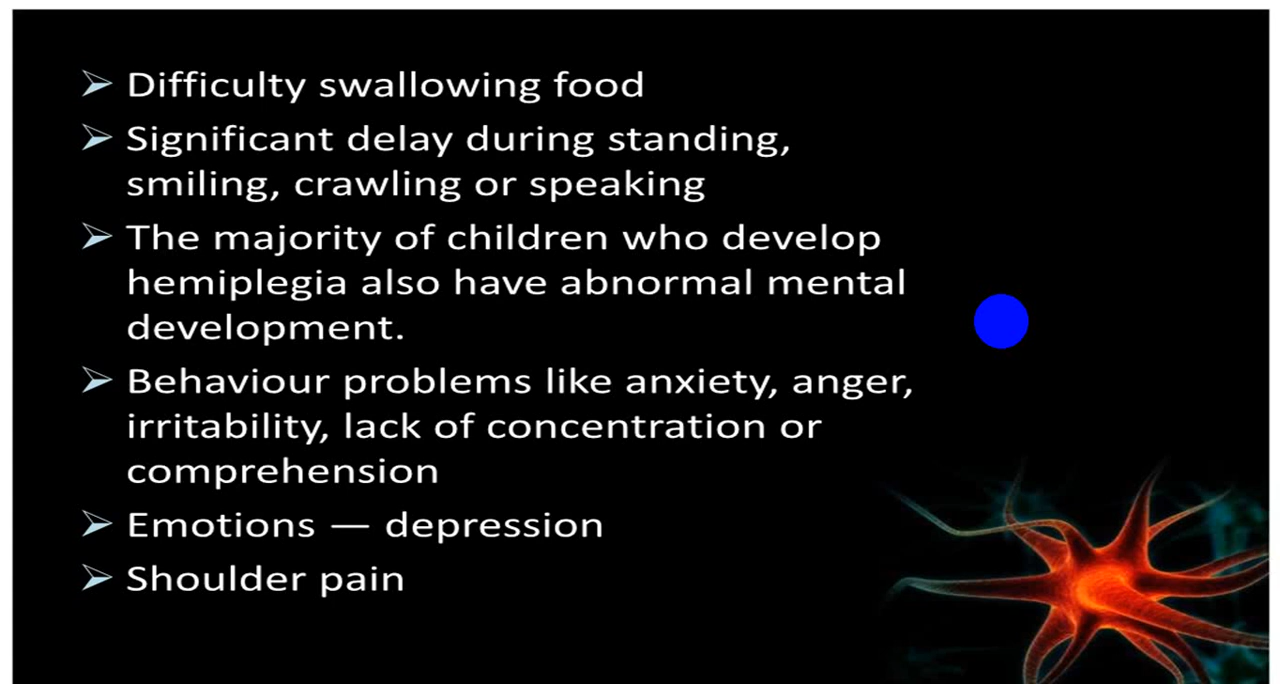 Difficulty swallowing food
Significant delay during standing,
smiling, crawling or speaking
The majority of children who develop
hemiplegia also have abnormal mental
development.
Behaviour problems like anxiety, anger,
irritability, lack of concentration or
comprehension
Emotions — depression
Shoulder pain